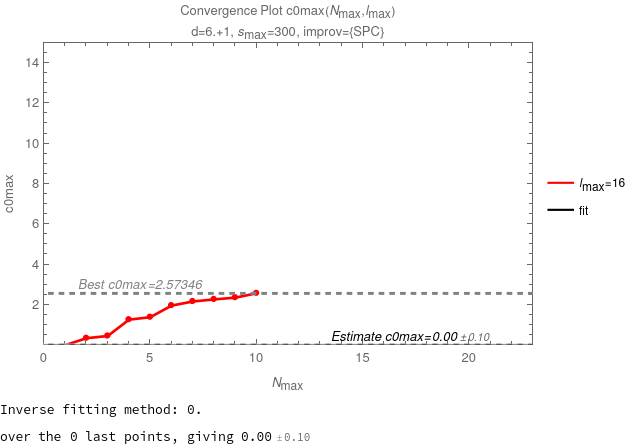 Convergence Plot c0max(Nmax,lmax)
d=6.+1, smax=300, improv={SPC}
14
12
10
8
6
4
2
c0max
Best c0max=2.57346
Estimate c0max=0.00 ±0.10
0 5 10 15 20
Nmax
lmax=16
fit
Inverse fitting method: 0.
over the 0 last points, giving 0.00 ±0.10